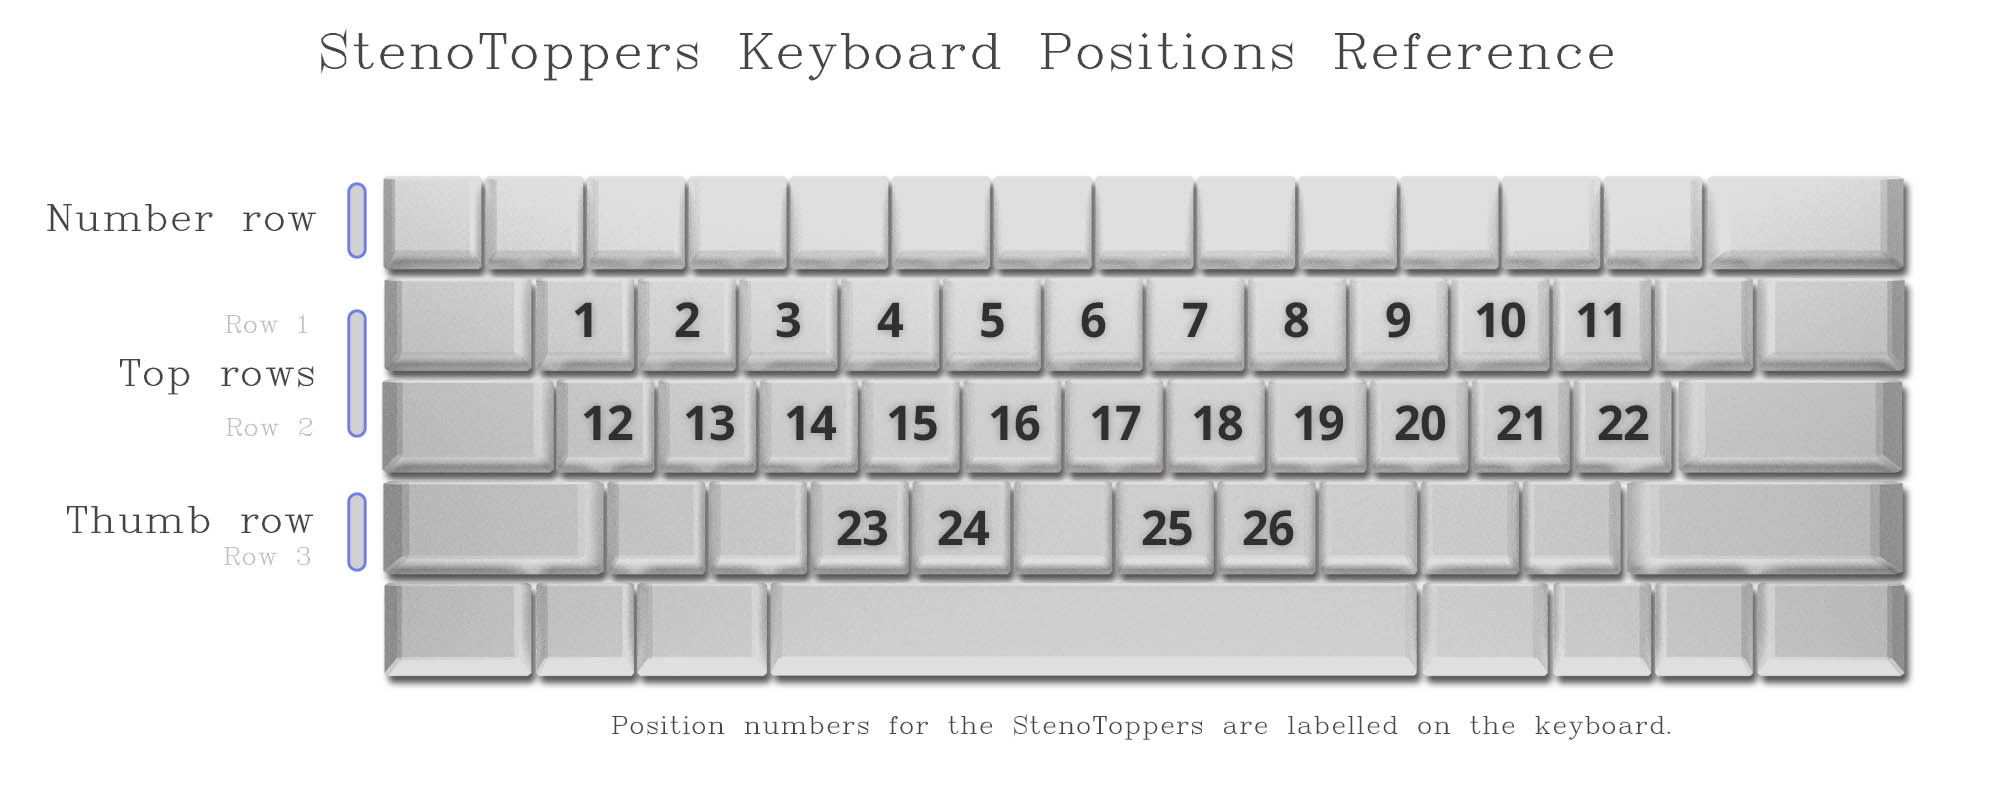 StenoToppers Keyboard Positions Reference
Number row
Row 1
1 2 3 4 5 6 7 8 9 10 11
Top rows
Row 2
12 13 14 15 16 17 18 19 20 21 22
Thumb row
23 24 25 26
Row 3
Position numbers for the StenoToppers are labelled on the keyboard.